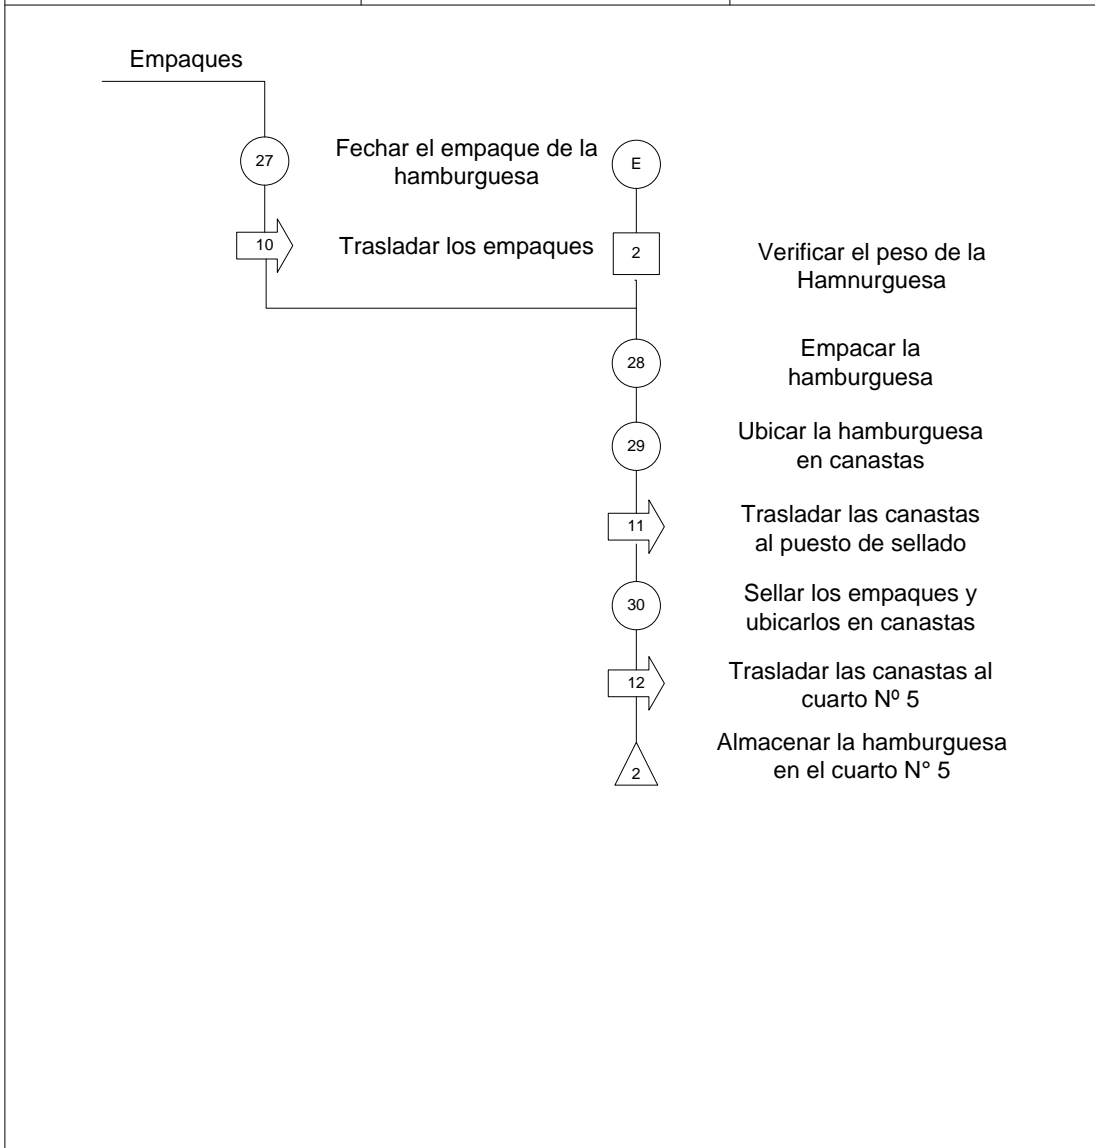 Empaques
27
Fechar el empaque de la
hamburguesa
E
10
Trasladar los empaques
2
Verificar el peso de la
Hamnurguesa
28
Empacar la
hamburguesa
29
Ubicar la hamburguesa
en canastas
11
Trasladar las canastas
al puesto de sellado
30
Sellar los empaques y
ubicarlos en canastas
12
Trasladar las canastas al
cuarto Nº 5
2
Almacenar la hamburguesa
en el cuarto N° 5